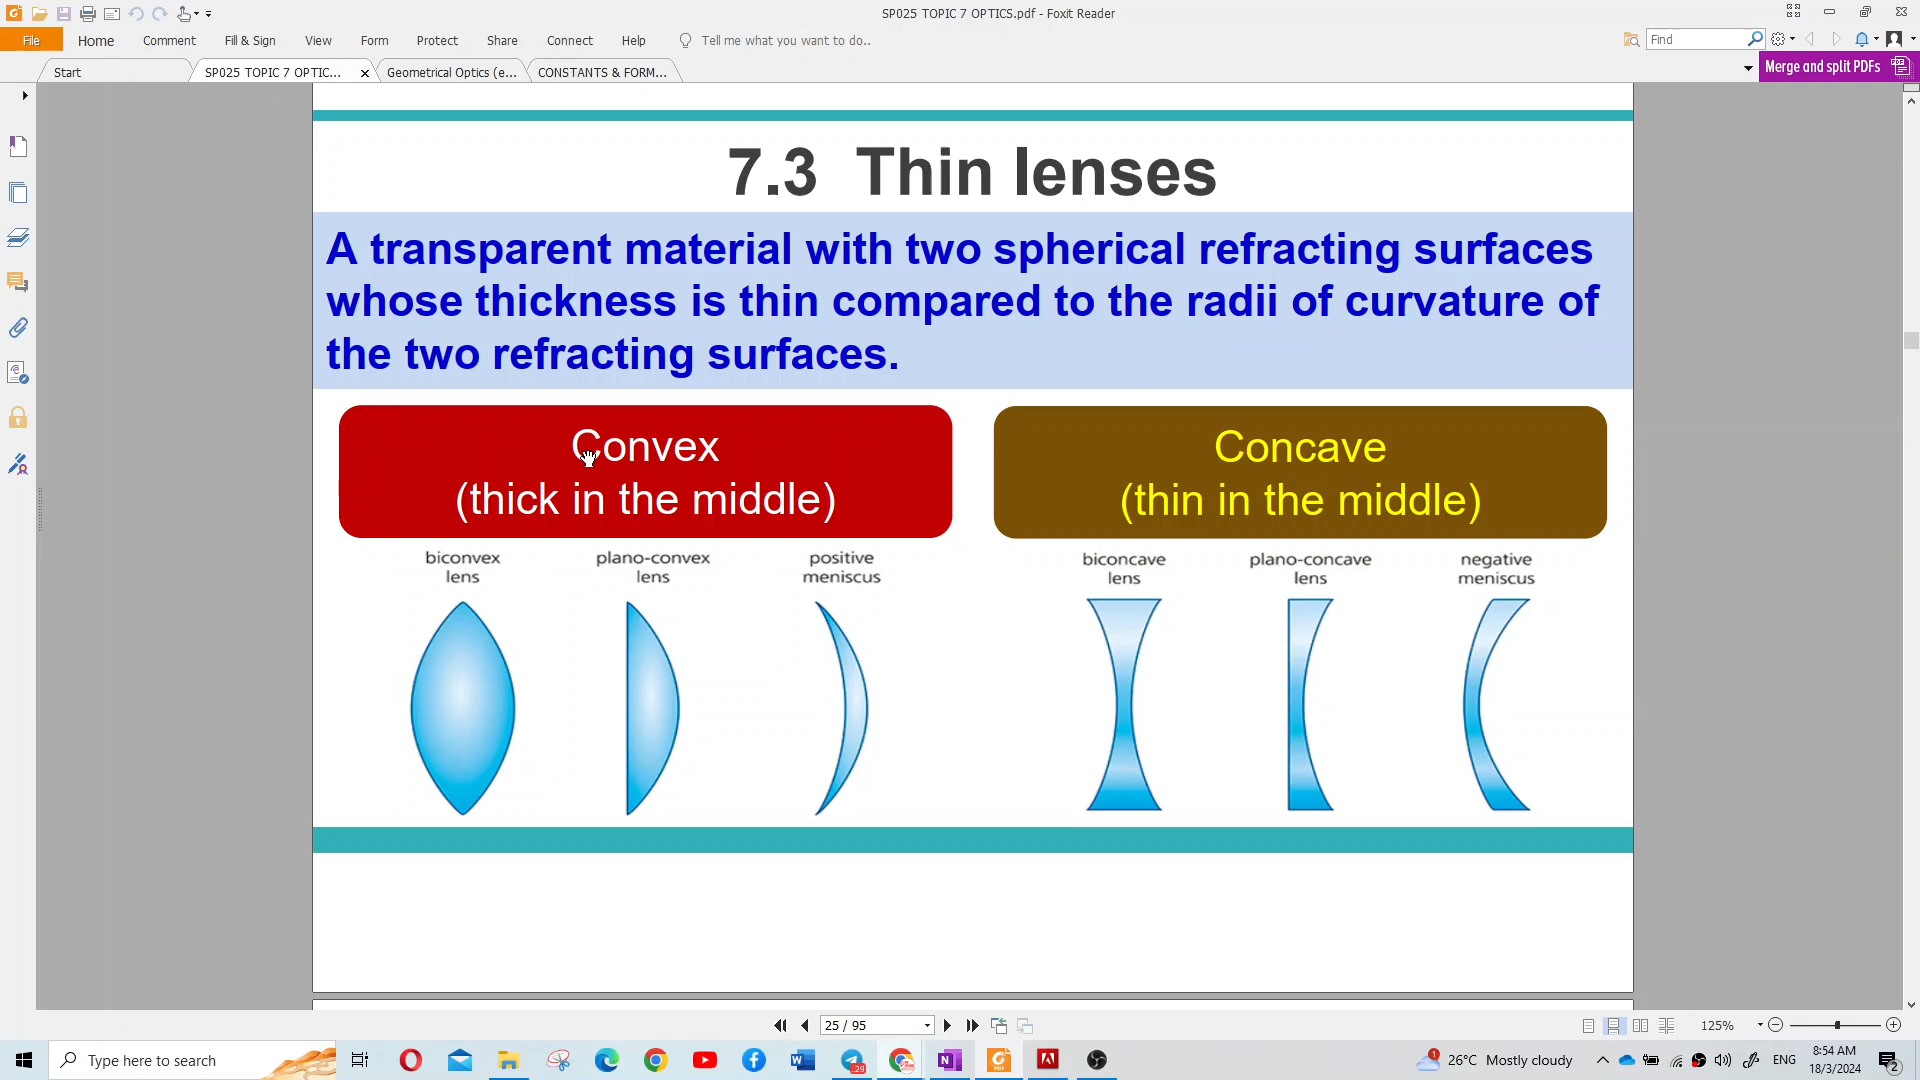 SP025 TOPIC 7 OPTICS.pdf - Foxit Reader
File Home Comment Fill & Sign View Form Protect Share Connect Help Tell me what you want to do.. Find
Start SP025 TOPIC 7 OPTIC... Geometrical Optics (e... CONSTANTS & FORM... Merge and split PDFs
7.3 Thin lenses
A transparent material with two spherical refracting surfaces
whose thickness is thin compared to the radii of curvature of
the two refracting surfaces.
Convex
(thick in the middle)
Concave
(thin in the middle)
biconvex
lens
plano-convex
lens
positive
meniscus
biconcave
lens
plano-concave
lens
negative
meniscus
25 / 95
125%
Type here to search
29
1
26°C Mostly cloudy
ENG
8:54 AM
18/3/2024
2